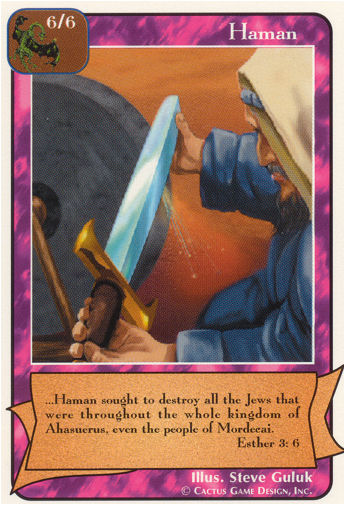 6/6
Haman
...Haman sought to destroy all the Jews that
were throughout the whole kingdom of
Ahasuerus, even the people of Mordecai.
Esther 3: 6
Illus. Steve Guluk
© Cactus Game Design, Inc.